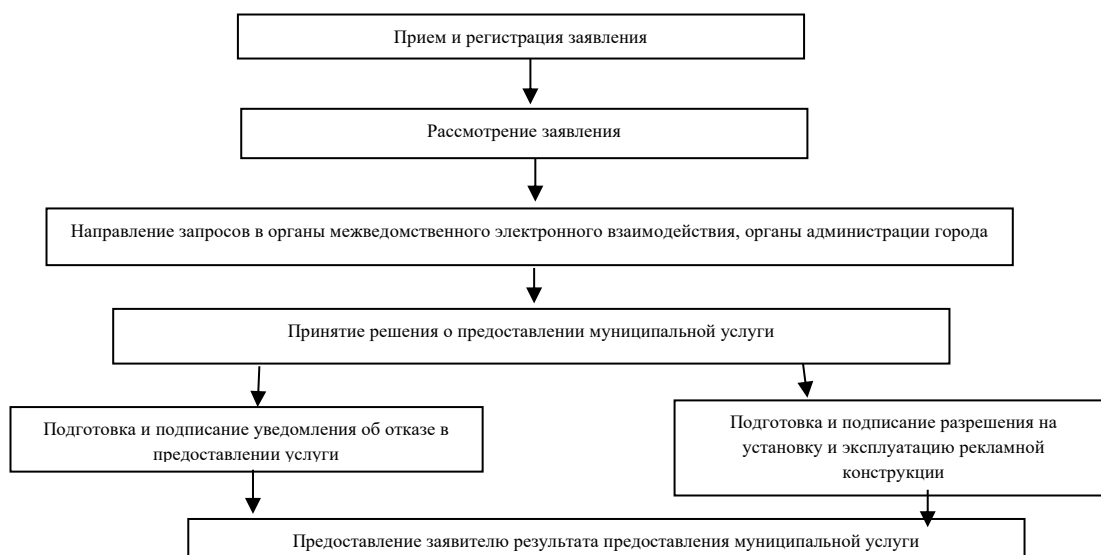 Прием и регистрация заявления
Рассмотрение заявления
Направление запросов в органы межведомственного электронного взаимодействия, органы администрации города
Принятие решения о предоставлении муниципальной услуги
Подготовка и подписание уведомления об отказе в
предоставлении услуги
Подготовка и подписание разрешения на
установку и эксплуатацию рекламной
конструкции
Предоставление заявителю результата предоставления муниципальной услуги